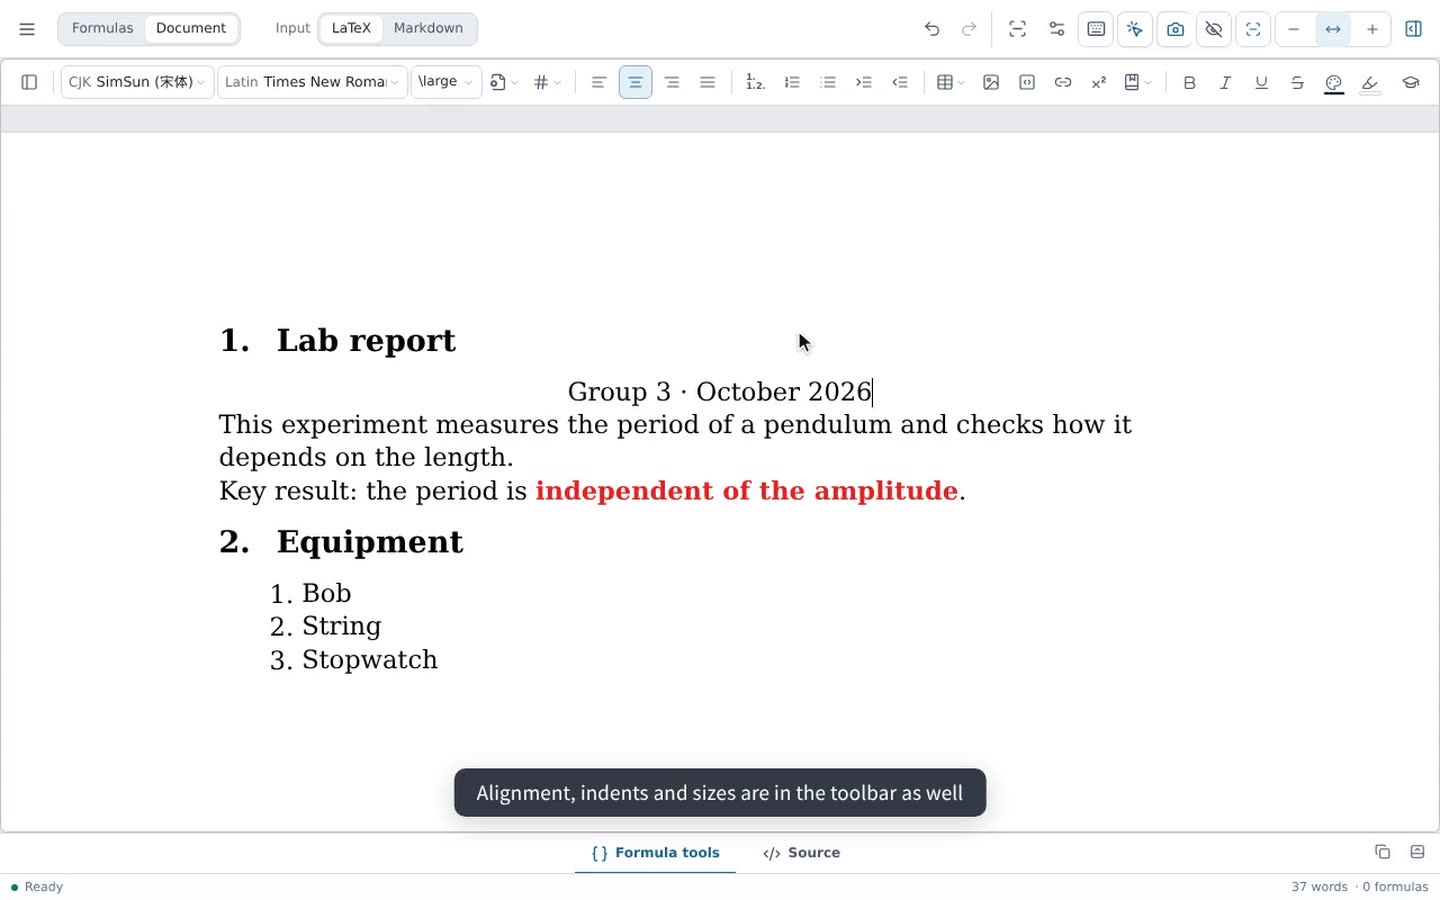 Formulas Document Input LaTeX Markdown
CJK SimSun (宋体) Latin Times New Roma \large
1. Lab report
Group 3 · October 2026
This experiment measures the period of a pendulum and checks how it
depends on the length.
Key result: the period is independent of the amplitude.
2. Equipment
1. Bob
2. String
3. Stopwatch
Alignment, indents and sizes are in the toolbar as well
{} Formula tools </> Source
Ready 37 words · 0 formulas